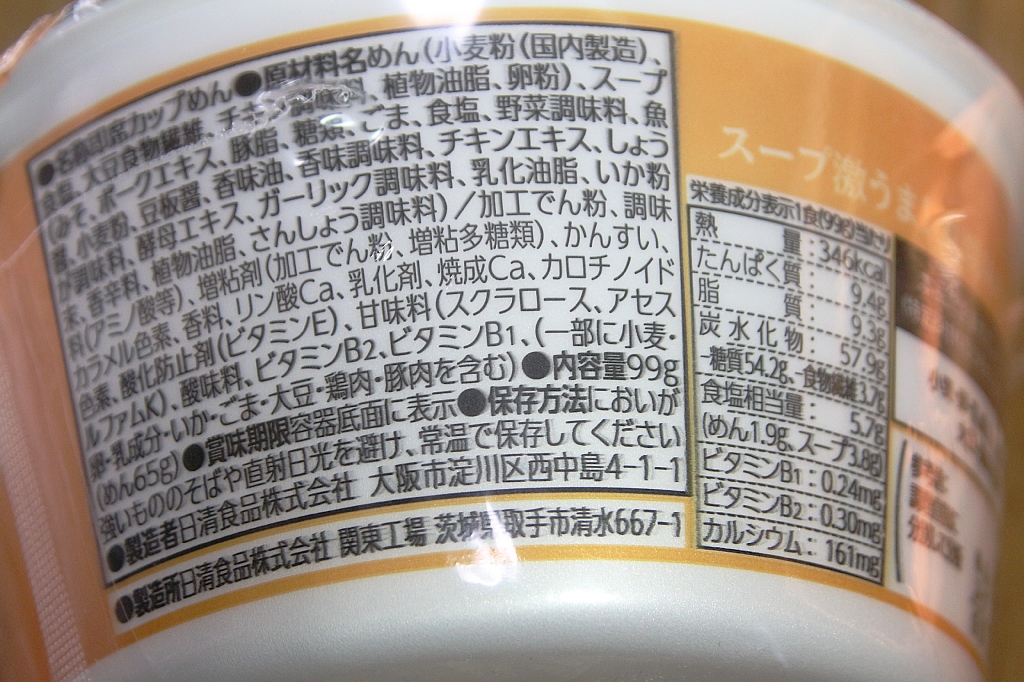 ●名称即席カップめん●原材料名めん(小麦粉(国内製造)、
食塩、大豆食物繊維、チキン調味料、植物油脂、卵粉)、スープ
(みそ、ポークエキス、豚脂、糖類、ごま、食塩、野菜調味料、魚
醤、小麦粉、豆板醤、香味油、香味調味料、チキンエキス、しょう
が調味料、酵母エキス、ガーリック調味料、乳化油脂、いか粉
末、香辛料、植物油脂、さんしょう調味料)/加工でん粉、調味
料(アミノ酸等)、増粘剤(加工でん粉、増粘多糖類)、かんすい、
カラメル色素、香料、リン酸Ca、乳化剤、焼成Ca、カロチノイド
色素、酸化防止剤(ビタミンE)、甘味料(スクラロース、アセス
ルファムK)、酸味料、ビタミンB2、ビタミンB1、(一部に小麦・
卵・乳成分・いか・ごま・大豆・鶏肉・豚肉を含む)●内容量99g
(めん65g)●賞味期限容器底面に表示●保存方法においが
強いもののそばや直射日光を避け、常温で保存してください
●製造者日清食品株式会社 大阪市淀川区西中島4-1-1
●製造所日清食品株式会社 関東工場 茨城県取手市清水667-1
スープ激うま
栄養成分表示1食(99g)当たり
熱量:346kcal
たんぱく質:9.4g
脂質:9.3g
炭水化物:57.9g
-糖質54.2g、食物繊維3.7g
食塩相当量:5.7g
(めん1.9g、スープ3.8g)
ビタミンB1:0.24mg
ビタミンB2:0.30mg
カルシウム:161mg